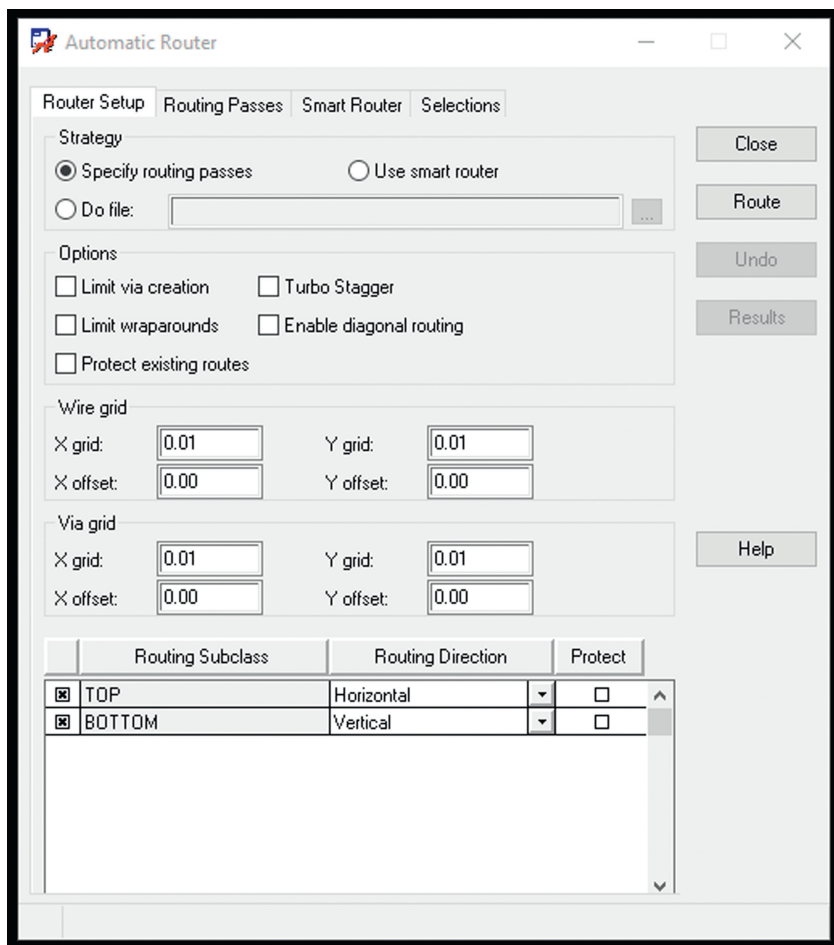 Automatic Router
Router Setup Routing Passes Smart Router Selections
Strategy
Specify routing passes Use smart router
Do file: ...
Close
Route
Undo
Results
Options
Limit via creation Turbo Stagger
Limit wraparounds Enable diagonal routing
Protect existing routes
Wire grid
X grid: 0.01 Y grid: 0.01
X offset: 0.00 Y offset: 0.00
Via grid
X grid: 0.01 Y grid: 0.01
X offset: 0.00 Y offset: 0.00
Help
Routing Subclass Routing Direction Protect
TOP Horizontal
BOTTOM Vertical